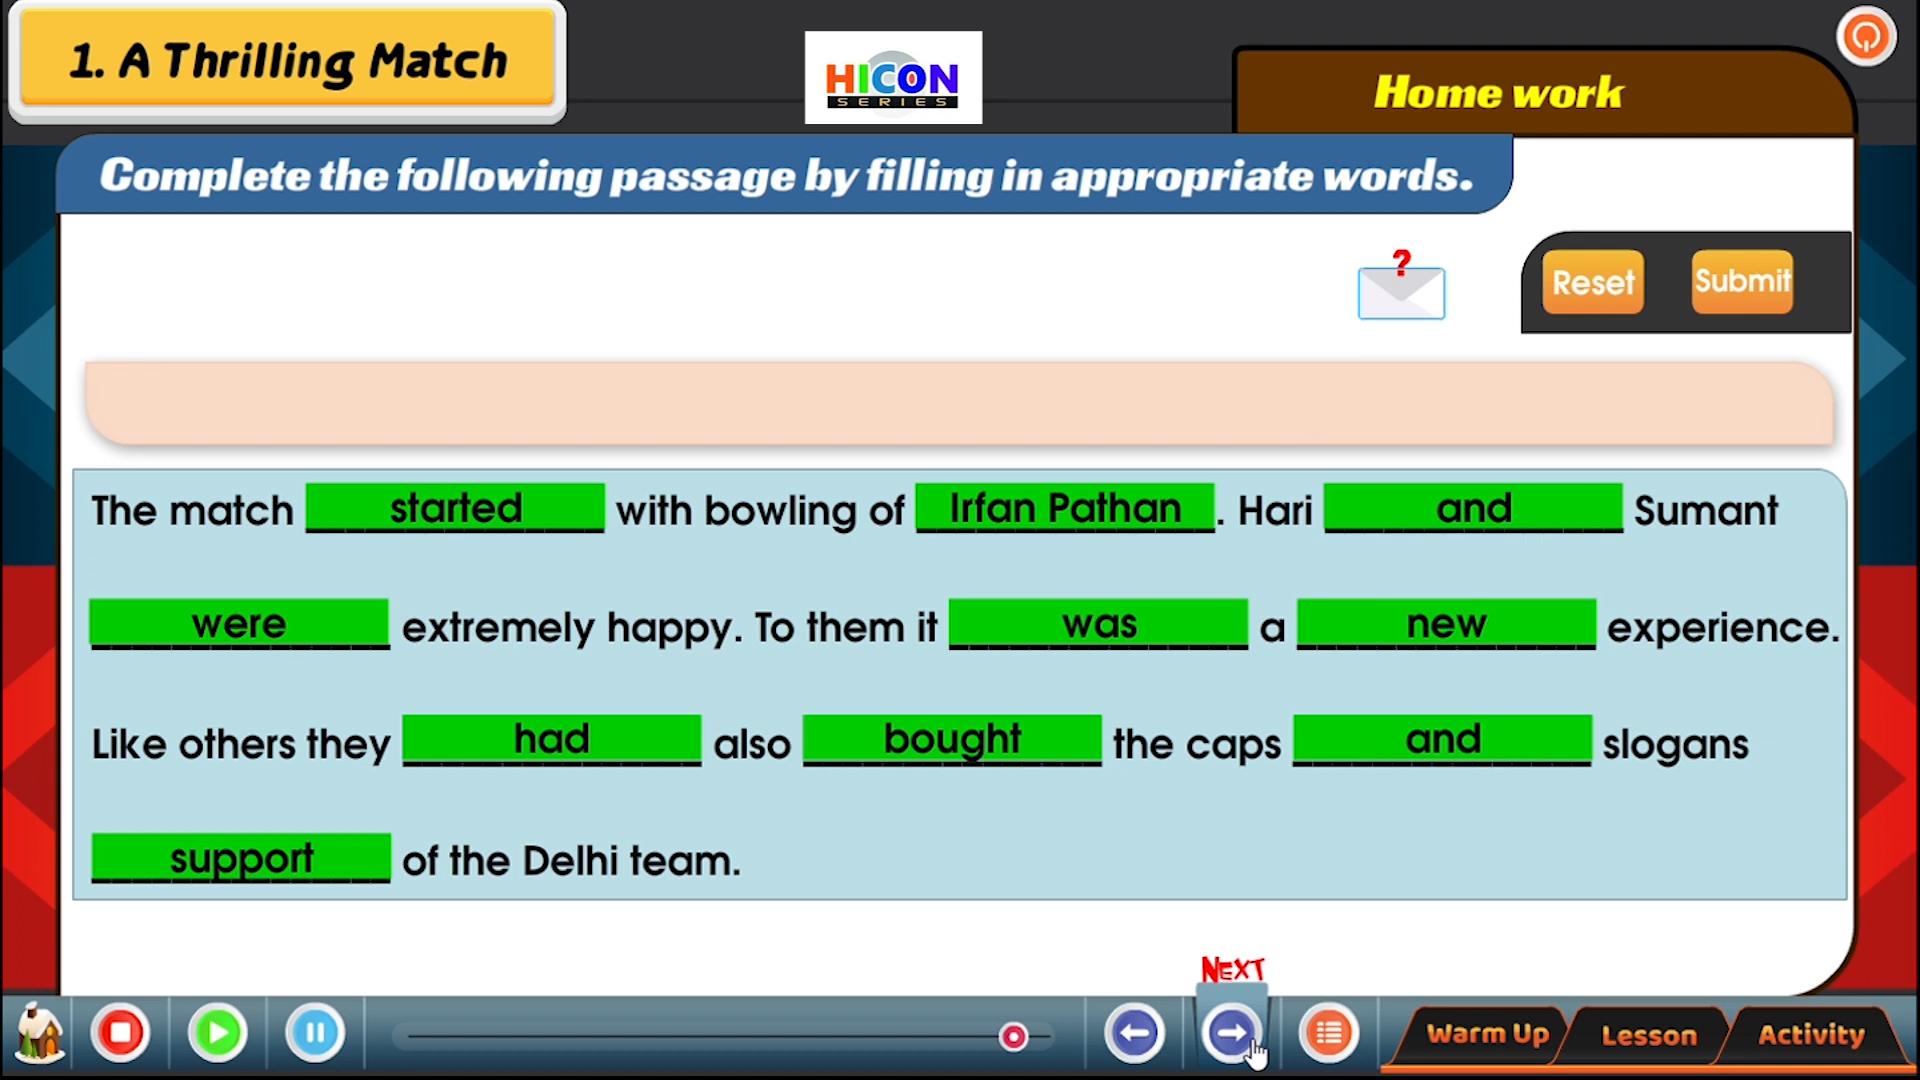 1. A Thrilling Match
HICON
SERIES
Home work
Complete the following passage by filling in appropriate words.
?
Reset
Submit
The match started with bowling of Irfan Pathan. Hari and Sumant
were extremely happy. To them it was a new experience.
Like others they had also bought the caps and slogans
support of the Delhi team.
NEXT
Warm Up
Lesson
Activity